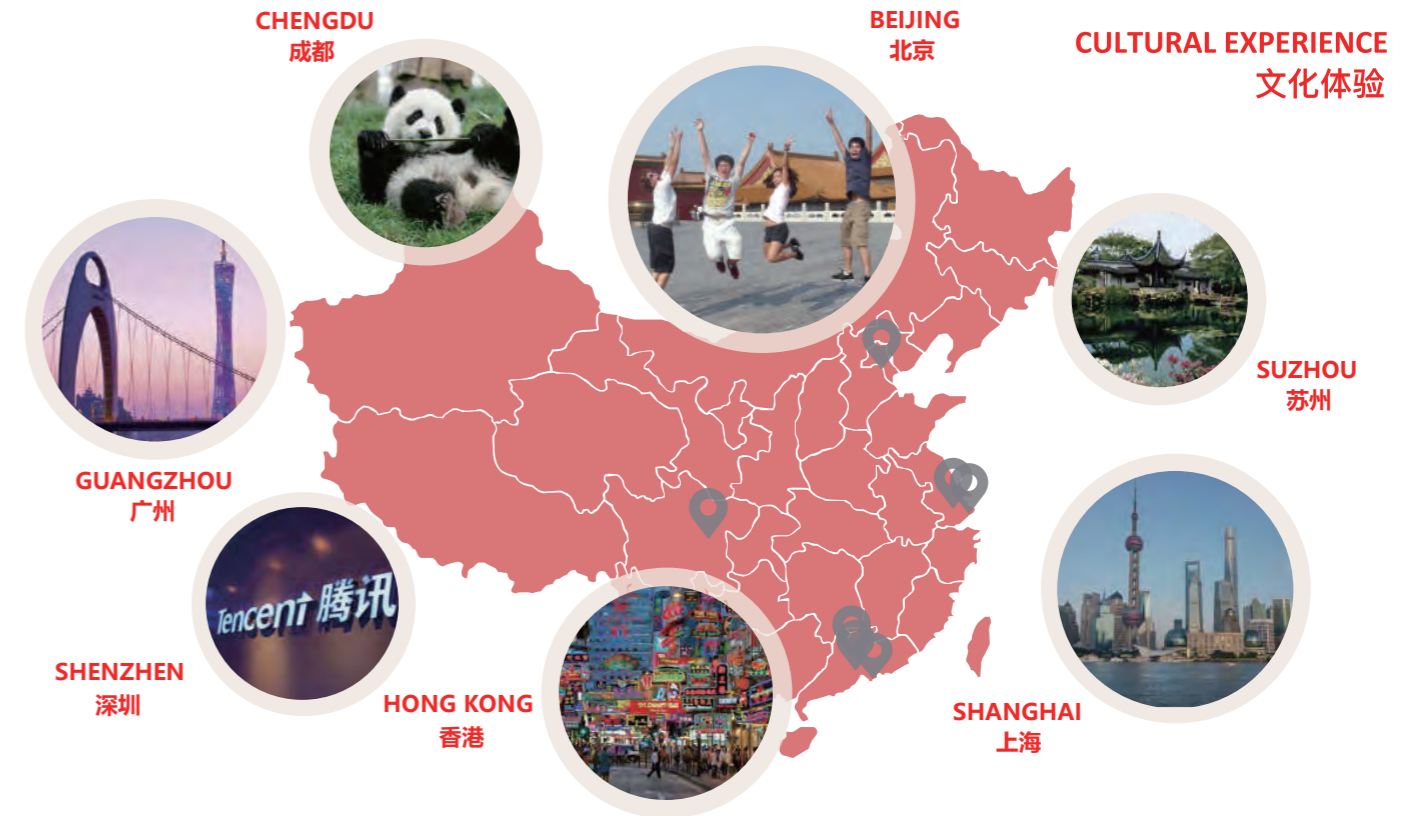 CHENGDU
成都
BEIJING
北京
CULTURAL EXPERIENCE
文化体验
SUZHOU
苏州
GUANGZHOU
广州
Tencent 腾讯
SHENZHEN
深圳
HONG KONG
香港
SHANGHAI
上海